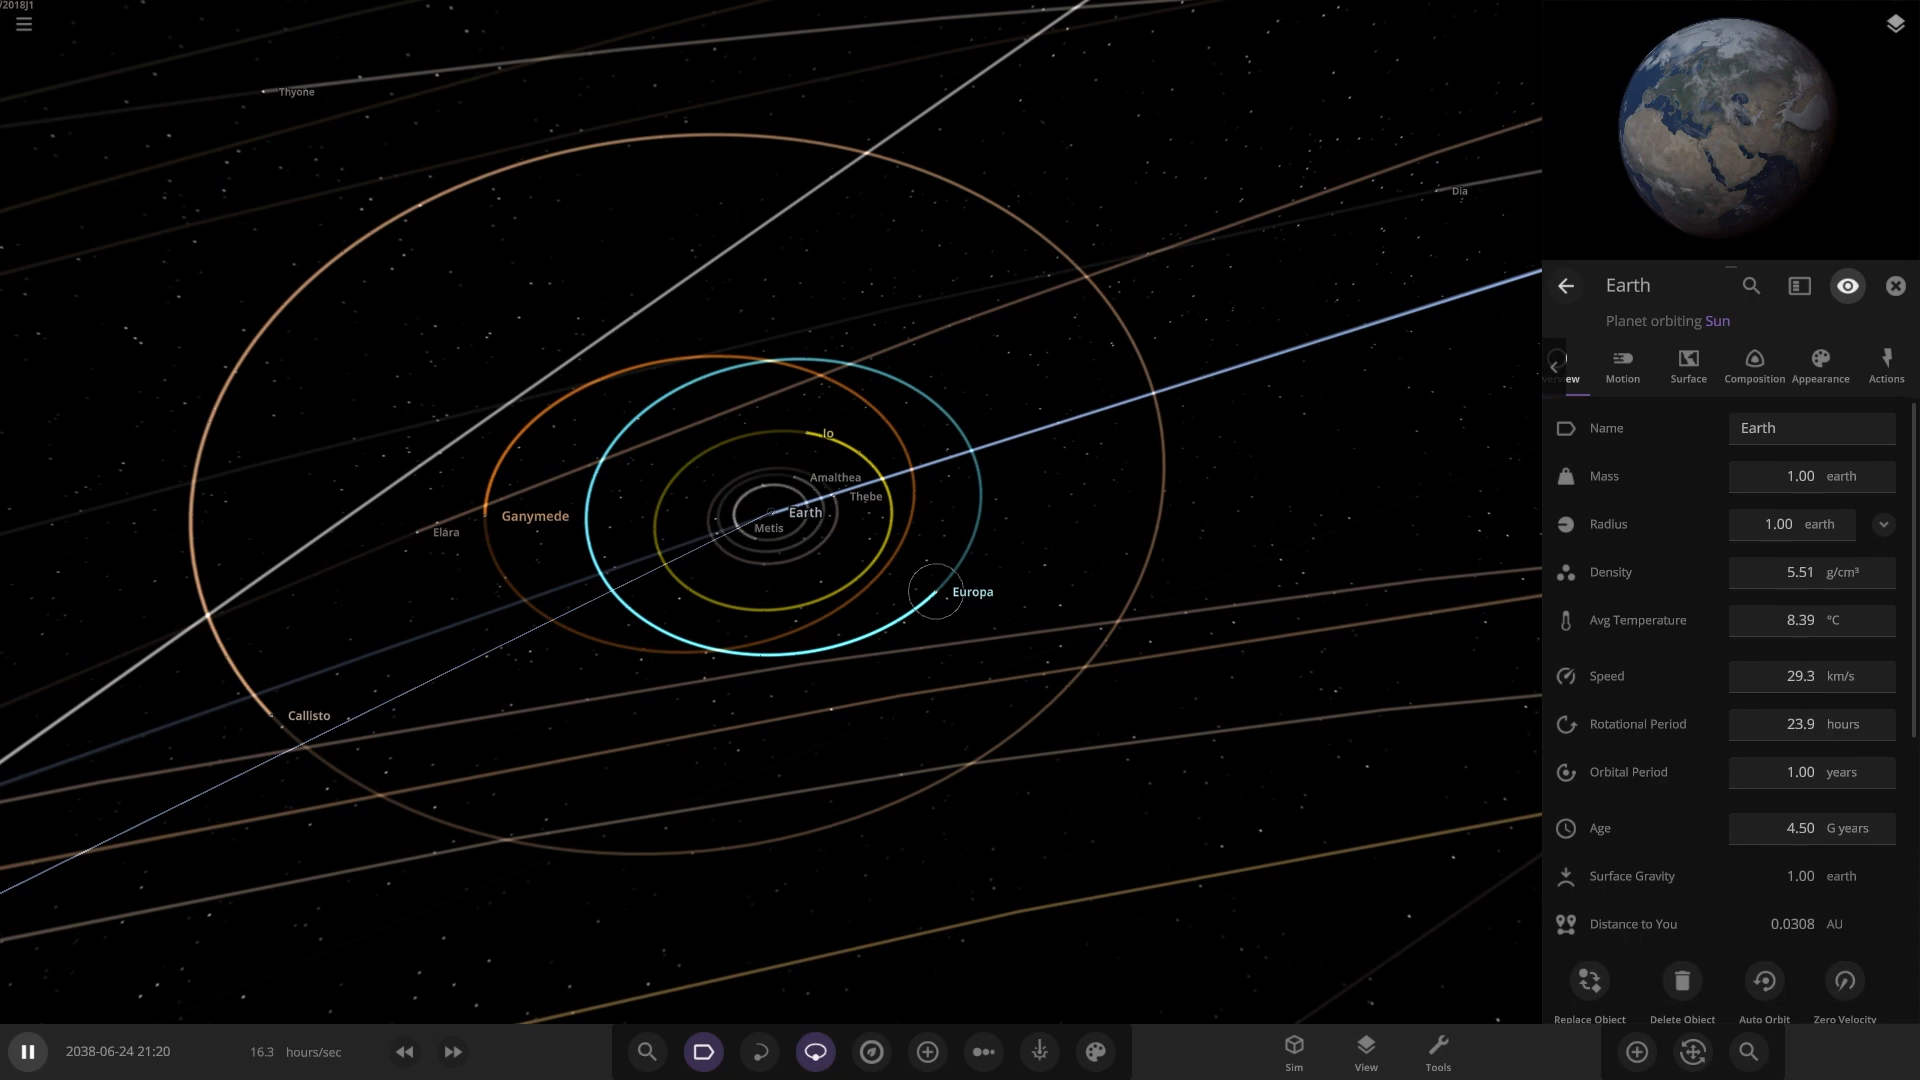 /2018J1
Thyone
Dia
Io
Amalthea
Thebe
Earth
Metis
Ganymede
Elara
Europa
Callisto
Earth
Planet orbiting Sun
erview
Motion
Surface
Composition
Appearance
Actions
Name Earth
Mass 1.00 earth
Radius 1.00 earth
Density 5.51 g/cm³
Avg Temperature 8.39 °C
Speed 29.3 km/s
Rotational Period 23.9 hours
Orbital Period 1.00 years
Age 4.50 G years
Surface Gravity 1.00 earth
Distance to You 0.0308 AU
Replace Object
Delete Object
Auto Orbit
Zero Velocity
2038-06-24 21:20
16.3 hours/sec
Sim
View
Tools